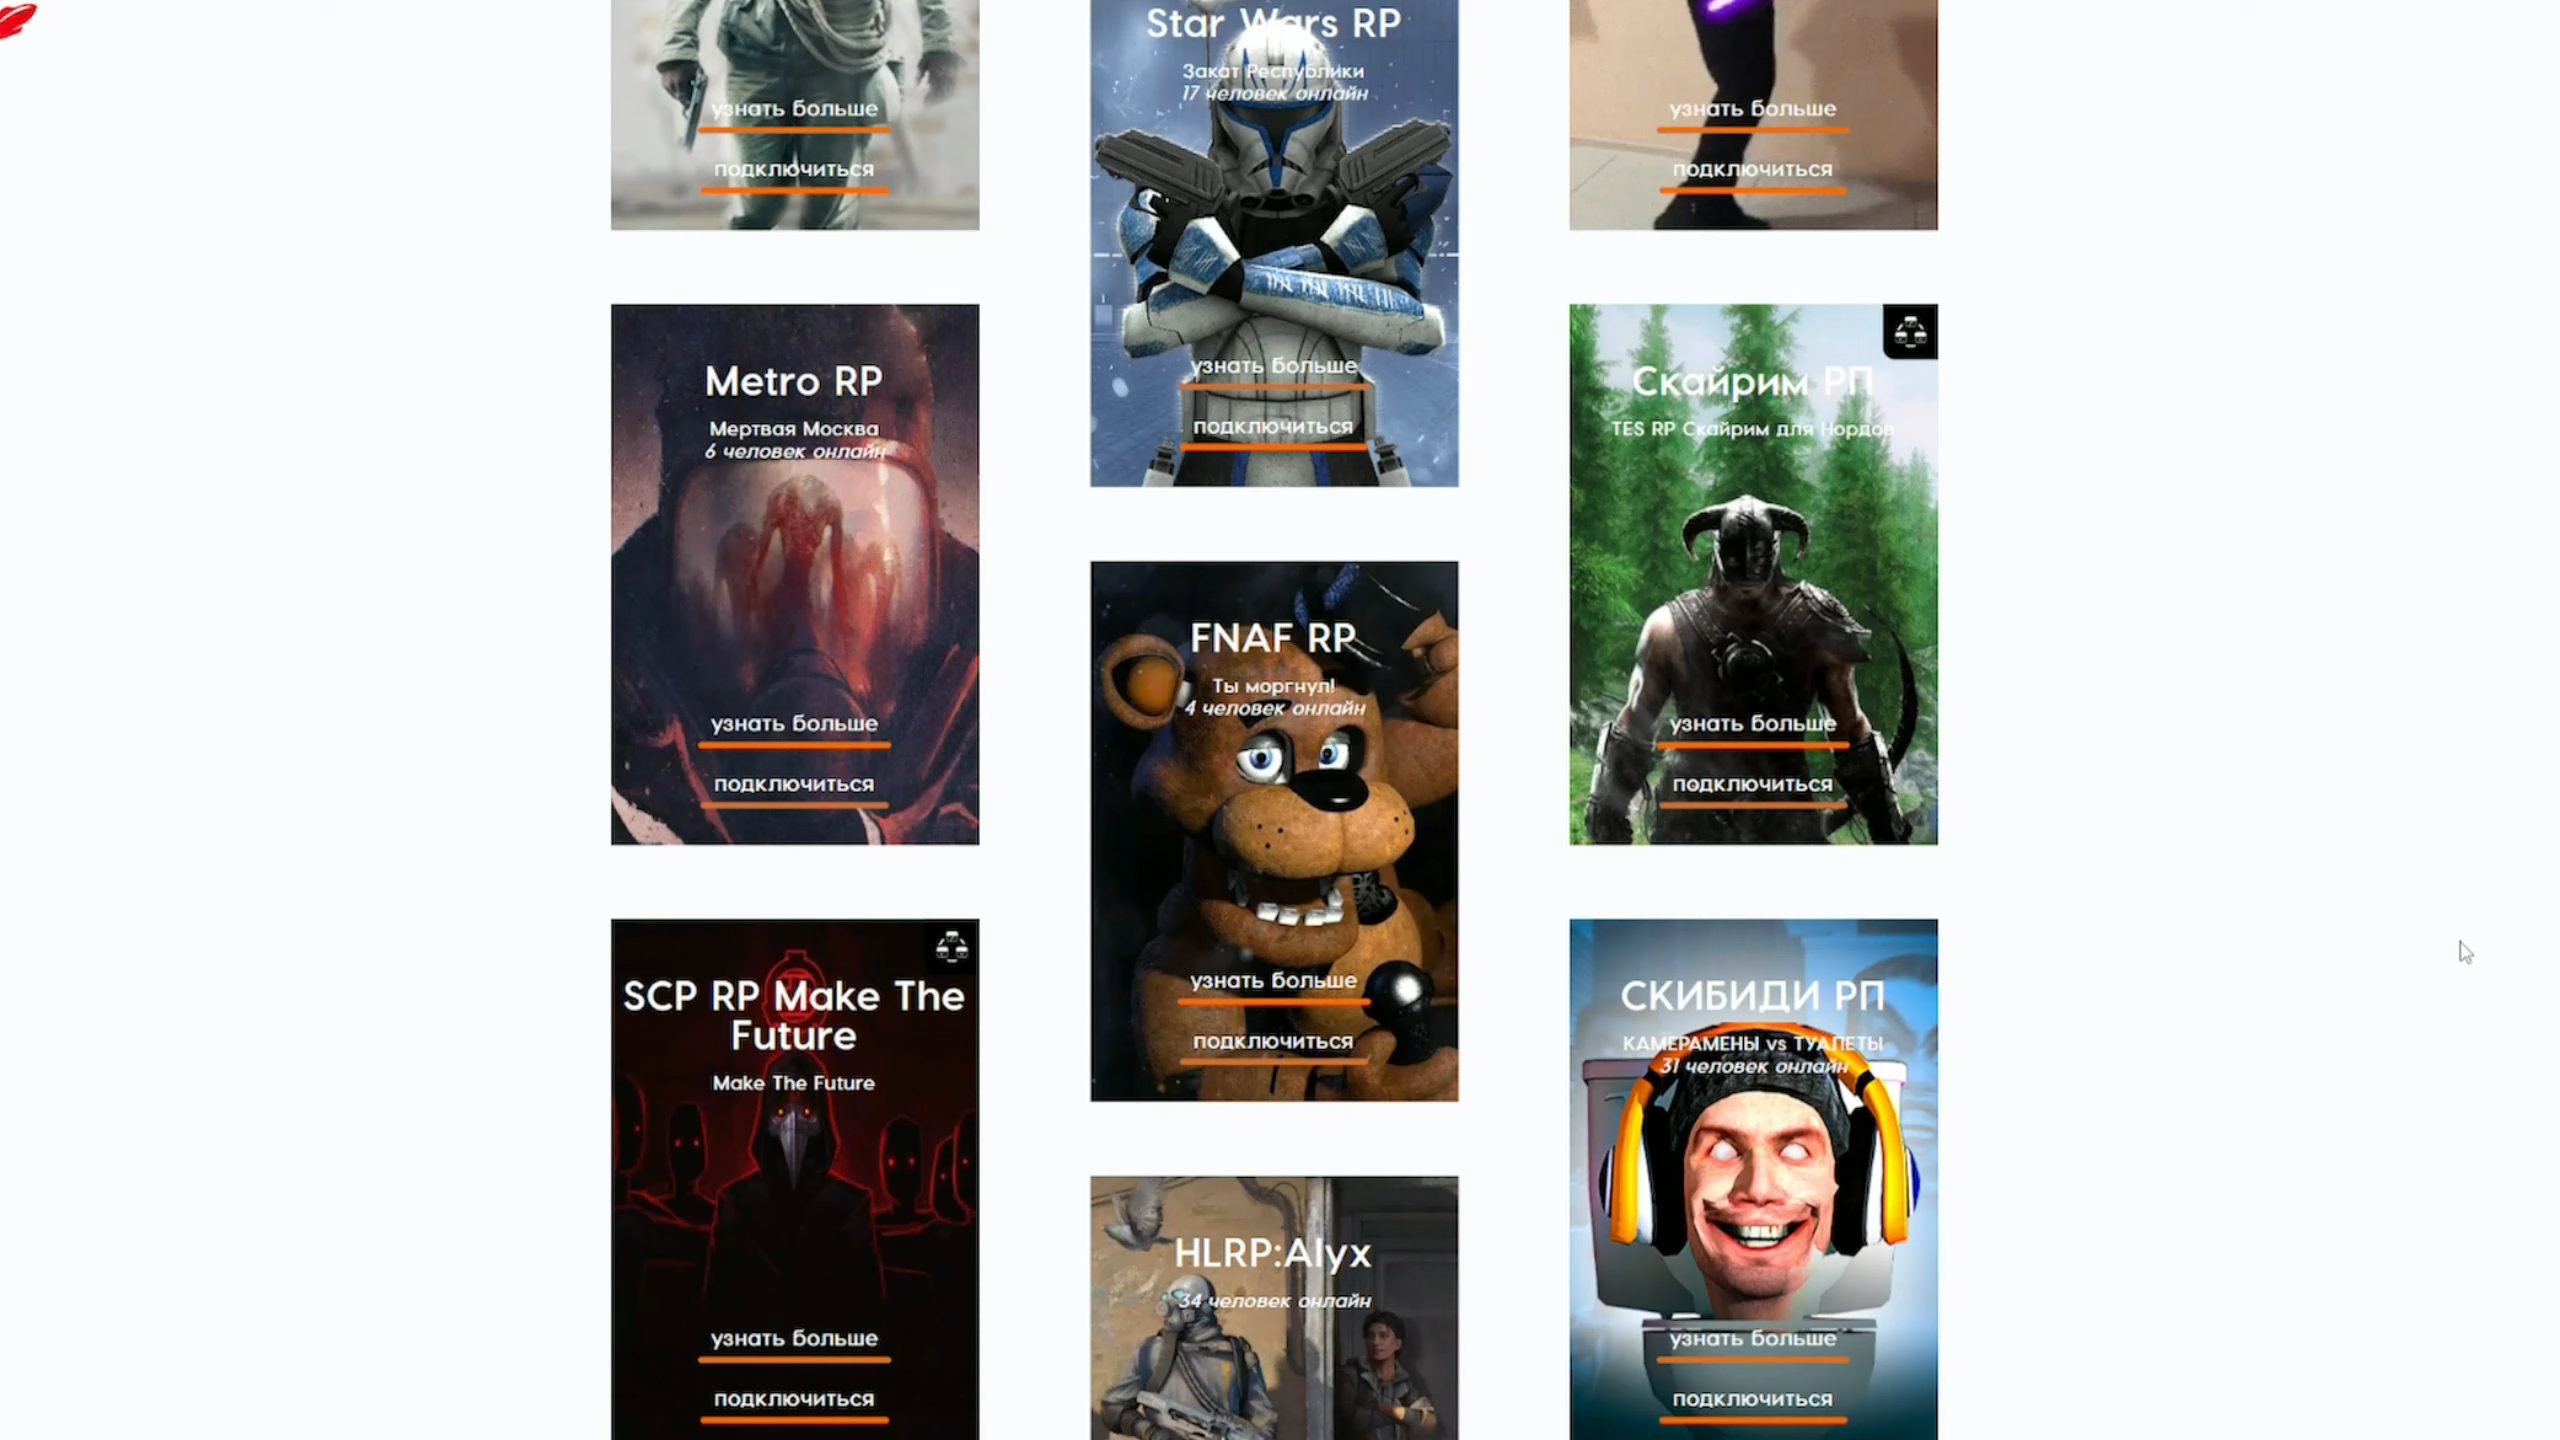 узнать больше
подключиться
Star Wars RP
Закат Республики
17 человек онлайн
узнать больше
подключиться
узнать больше
подключиться
Metro RP
Мертвая Москва
6 человек онлайн
узнать больше
подключиться
FNAF RP
Ты моргнул!
4 человек онлайн
узнать больше
подключиться
Скайрим РП
TES RP Скайрим для Нордов
узнать больше
подключиться
SCP RP Make The
Future
Make The Future
узнать больше
подключиться
HLRP:Alyx
34 человек онлайн
СКИБИДИ РП
КАМЕРАМЕНЫ vs ТУАЛЕТЫ
31 человек онлайн
узнать больше
подключиться